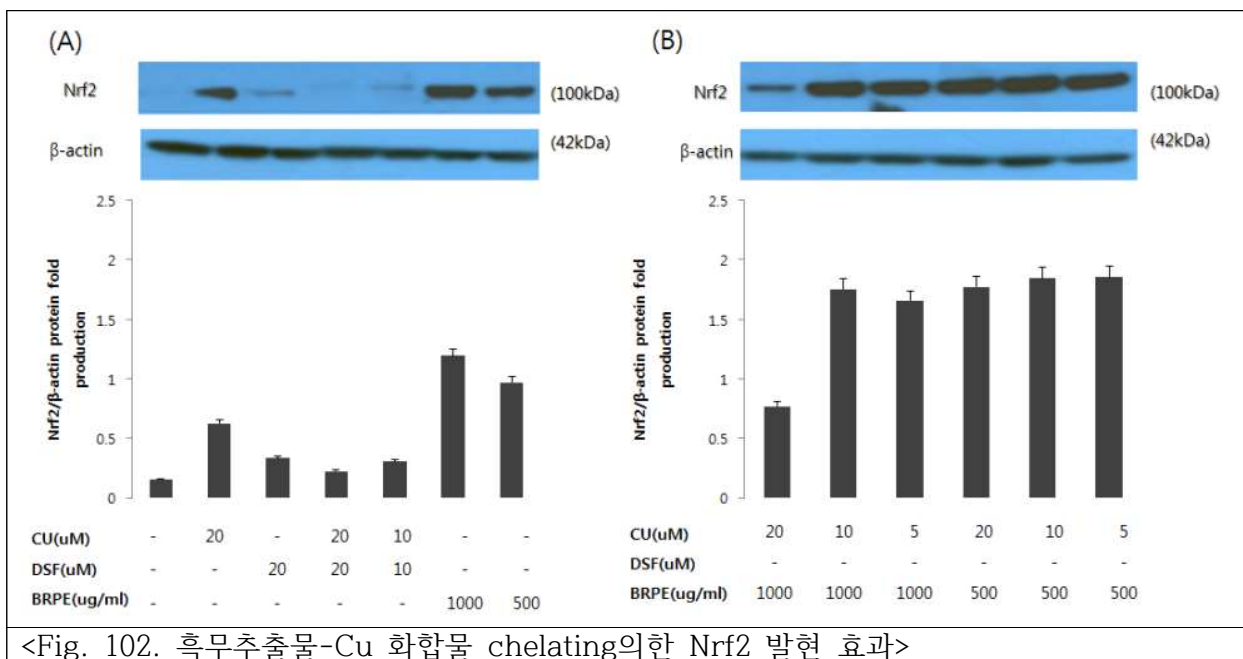 (A)
Nrf2
(100kDa)
β-actin
(42kDa)
2.5
2
1.5
1
0.5
0
Nrf2/β-actin protein fold
production
CU(uM) - 20 - 20 10 - -
DSF(uM) - - 20 20 10 - -
BRPE(ug/ml) - - - - - 1000 500
(B)
Nrf2
(100kDa)
β-actin
(42kDa)
2.5
2
1.5
1
0.5
0
Nrf2/β-actin protein fold
production
CU(uM) 20 10 5 20 10 5
DSF(uM) - - - - - -
BRPE(ug/ml) 1000 1000 1000 500 500 500
<Fig. 102. 흑무추출물-Cu 화합물 chelating의한 Nrf2 발현 효과>